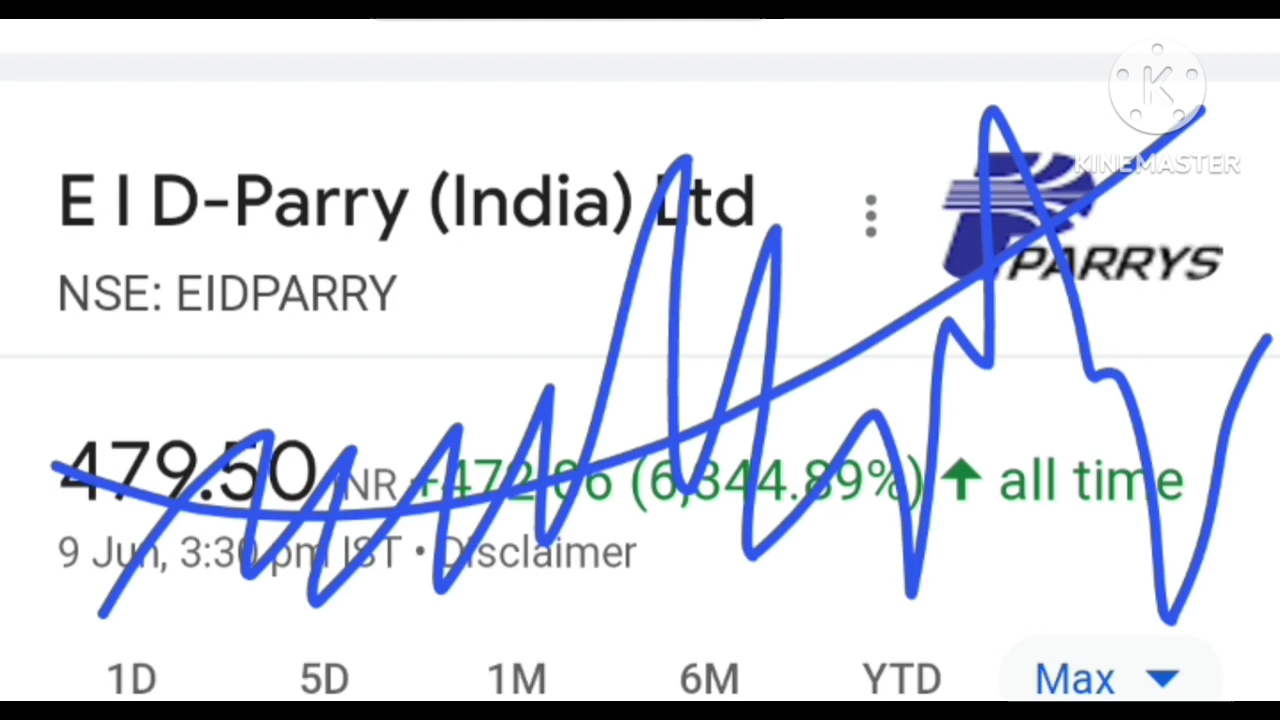 K
KINEMASTER
E I D-Parry (India) Ltd
PARRYS
NSE: EIDPARRY
479.50 INR +472.06 (6,344.89%) ↑ all time
9 Jun, 3:30 pm IST • Disclaimer
1D 5D 1M 6M YTD Max